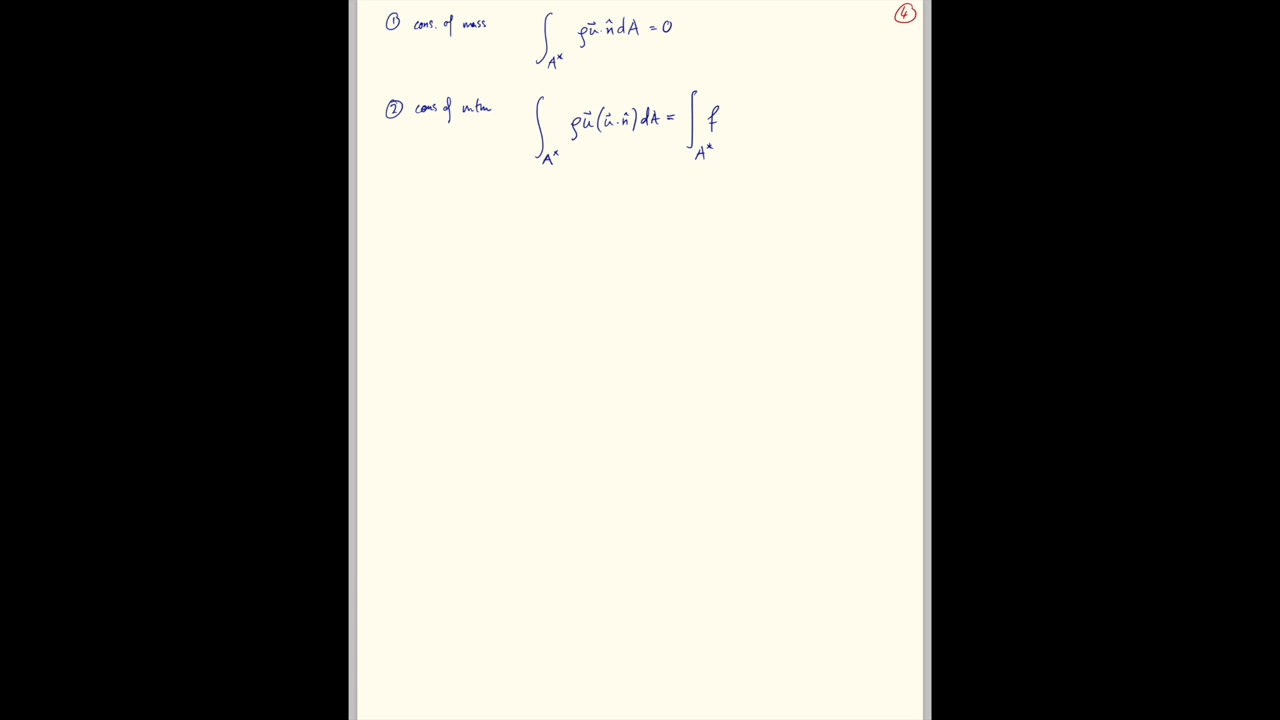 ④
① cons. of mass ∫_{A*} ρu⃗·n̂ dA = 0
② cons of mtm ∫_{A*} ρu⃗(u⃗·n̂)dA = ∫_{A*} f